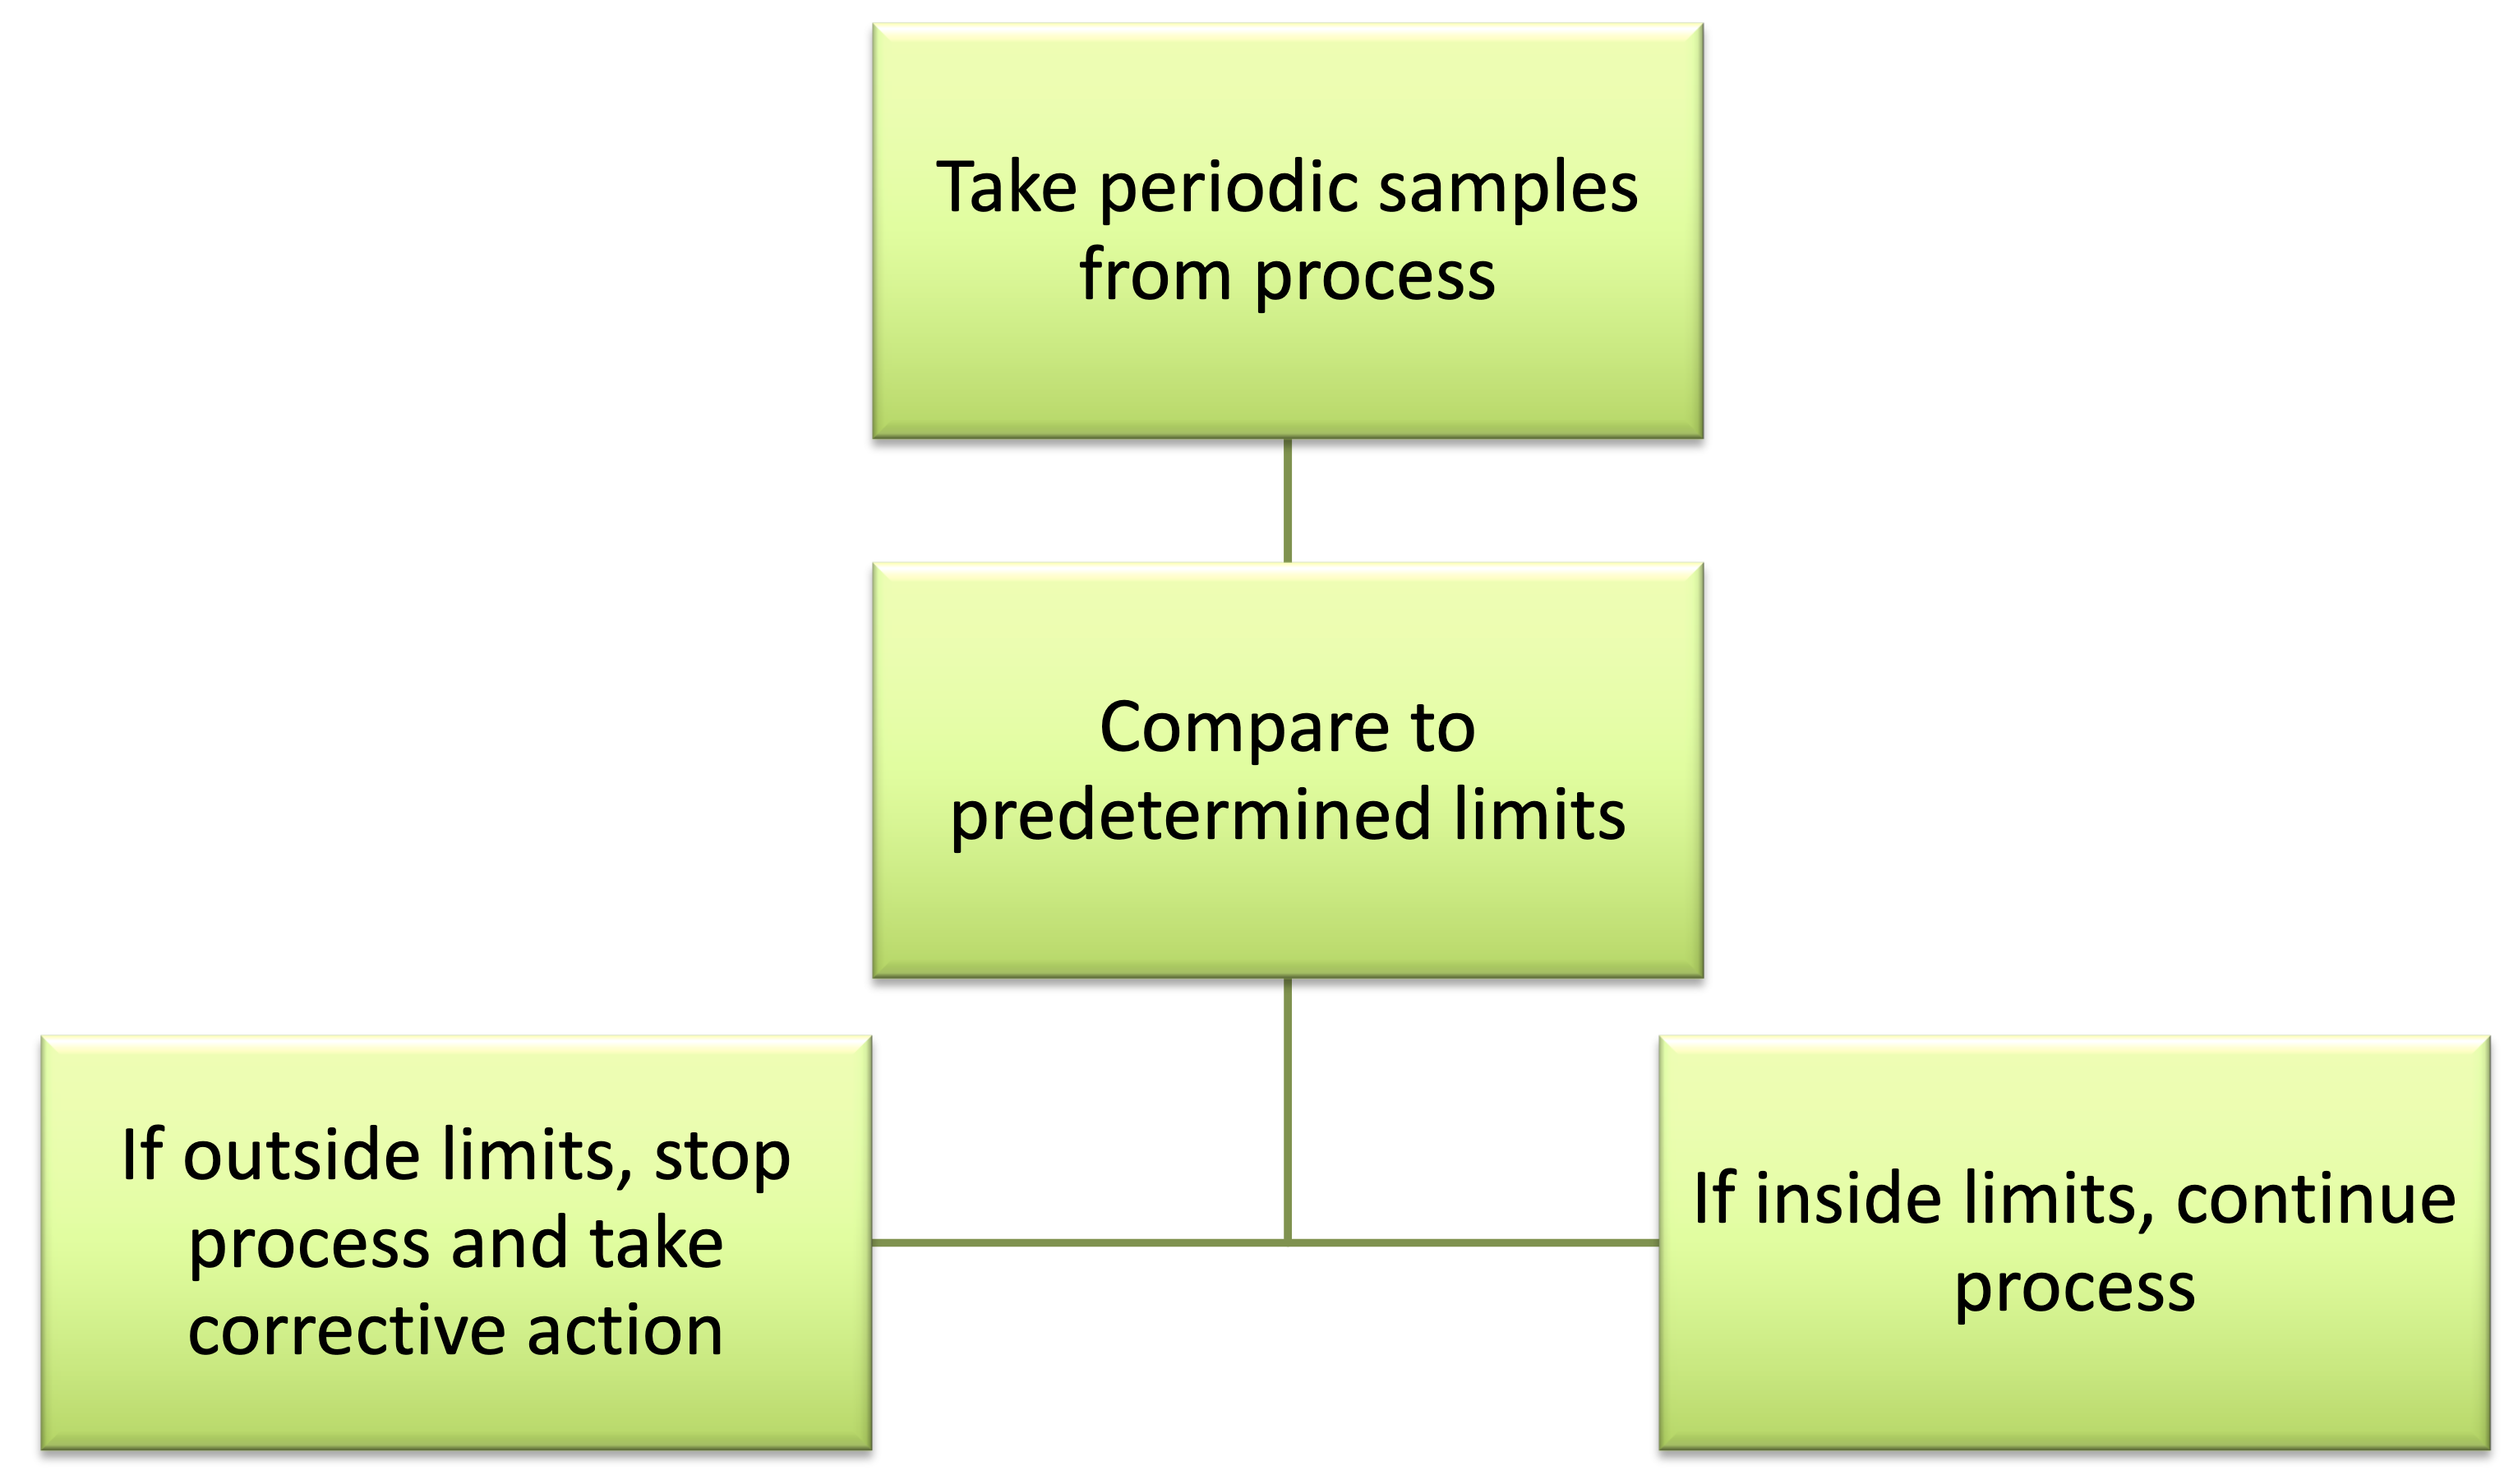 Take periodic samples
from process
Compare to
predetermined limits
If outside limits, stop
process and take
corrective action
If inside limits, continue
process